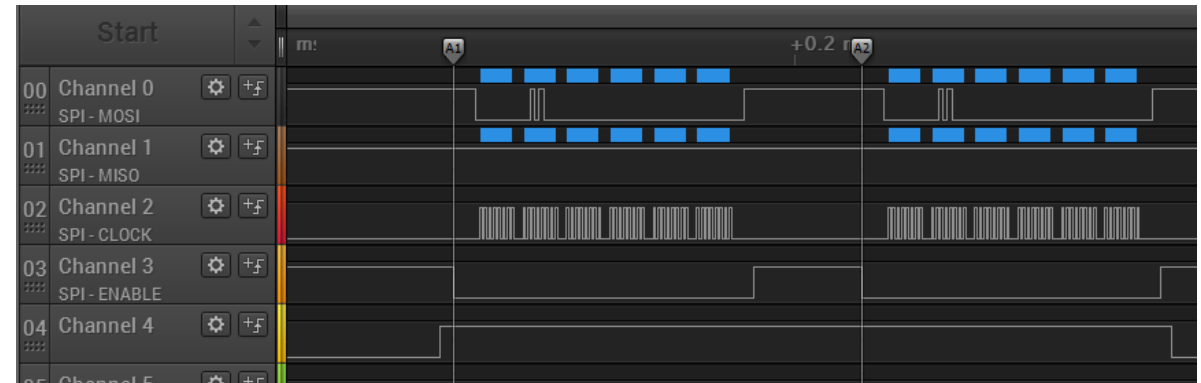 Start
+0.2
A1
A2
00 Channel 0
SPI - MOSI
01 Channel 1
SPI - MISO
02 Channel 2
SPI - CLOCK
03 Channel 3
SPI - ENABLE
04 Channel 4